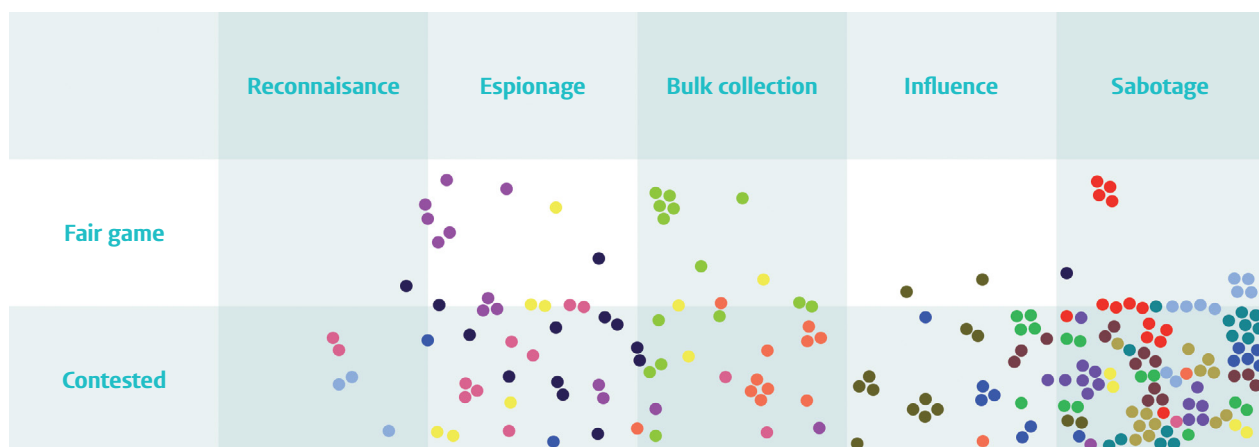 Reconnaisance
Espionage
Bulk collection
Influence
Sabotage
Fair game
Contested